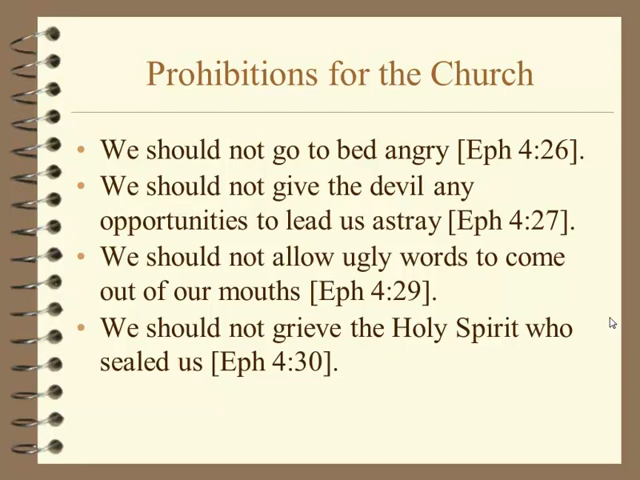 Prohibitions for the Church
• We should not go to bed angry [Eph 4:26].
• We should not give the devil any
opportunities to lead us astray [Eph 4:27].
• We should not allow ugly words to come
out of our mouths [Eph 4:29].
• We should not grieve the Holy Spirit who
sealed us [Eph 4:30].